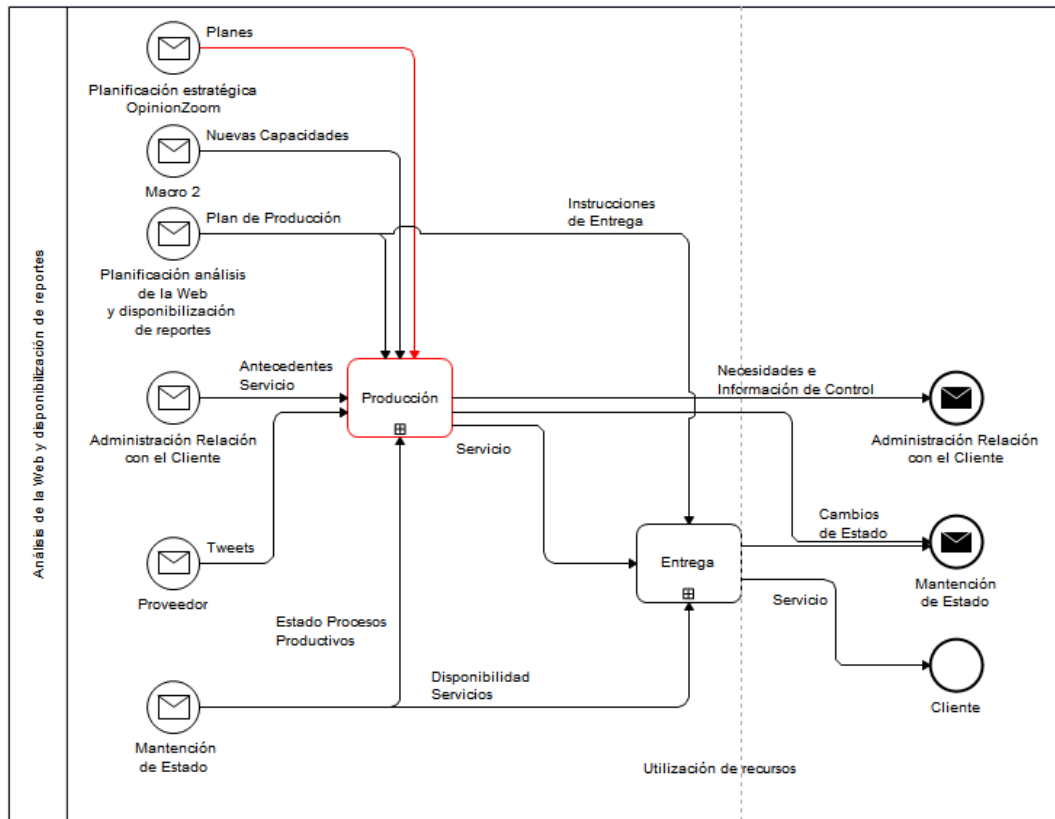 Análisis de la Web y disponibilización de reportes
Planes
Planificación estratégica
OpinionZoom
Nuevas Capacidades
Macro 2
Plan de Producción
Instrucciones
de Entrega
Planificación análisis
de la Web
y disponibilización
de reportes
Antecedentes
Servicio
Producción
Necesidades e
Información de Control
Administración Relación
con el Cliente
Administración Relación
con el Cliente
Servicio
Tweets
Proveedor
Entrega
Cambios
de Estado
Mantención
de Estado
Servicio
Estado Procesos
Productivos
Disponibilidad
Servicios
Cliente
Mantención
de Estado
Utilización de recursos